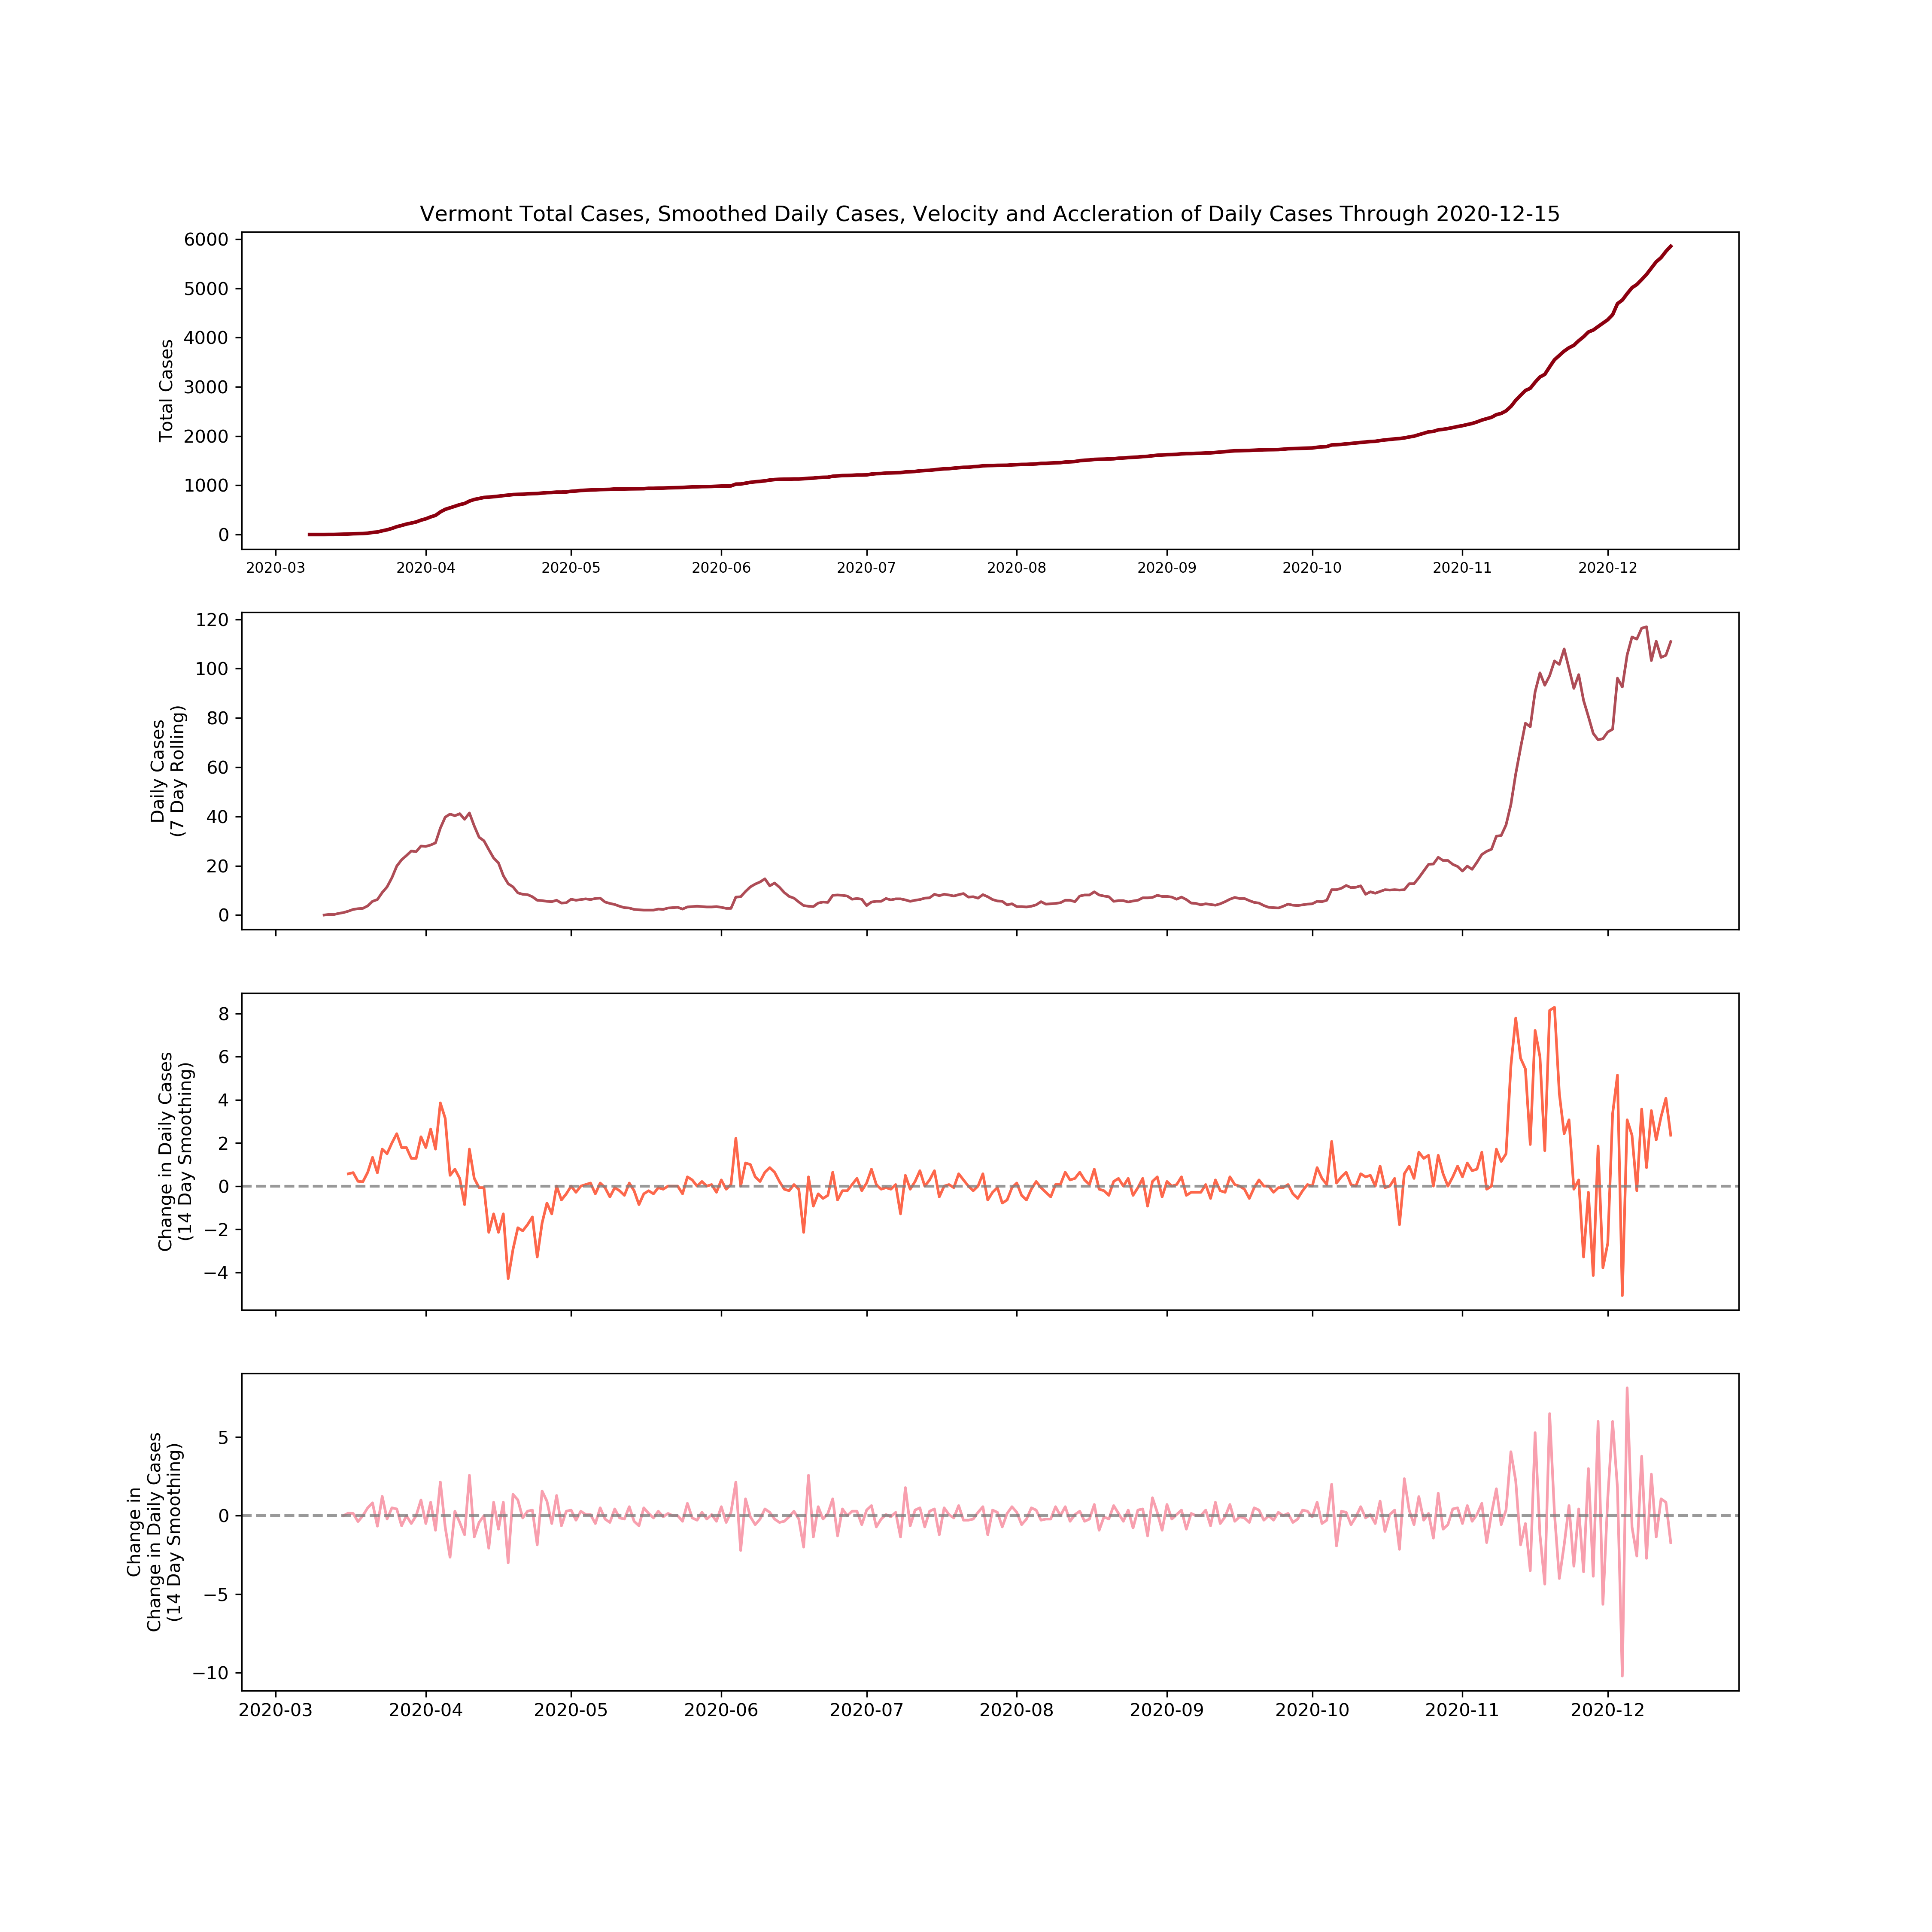 Vermont Total Cases, Smoothed Daily Cases, Velocity and Accleration of Daily Cases Through 2020-12-15
Total Cases
6000
5000
4000
3000
2000
1000
0
2020-03 2020-04 2020-05 2020-06 2020-07 2020-08 2020-09 2020-10 2020-11 2020-12
Daily Cases
(7 Day Rolling)
120
100
80
60
40
20
0
Change in Daily Cases
(14 Day Smoothing)
8
6
4
2
0
−2
−4
Change in
Change in Daily Cases
(14 Day Smoothing)
5
0
−5
−10
2020-03 2020-04 2020-05 2020-06 2020-07 2020-08 2020-09 2020-10 2020-11 2020-12